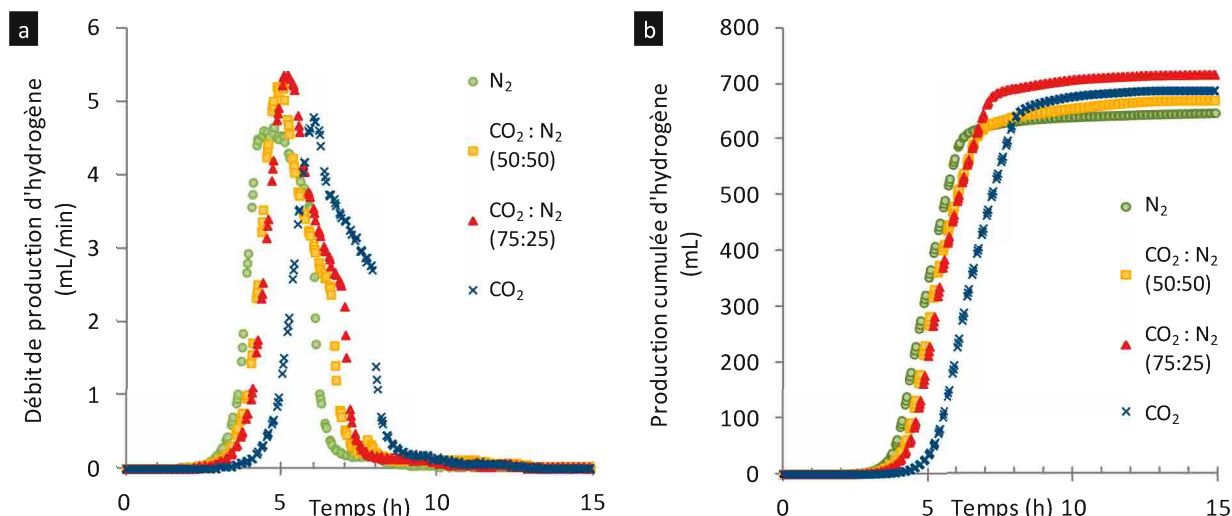 a
Débit de production d'hydrogène
(mL/min)
6
5
4
3
2
1
0
0
5
10
15
Temps (h)
N2
CO2 : N2
(50:50)
CO2 : N2
(75:25)
CO2
b
Production cumulée d'hydrogène
(mL)
800
700
600
500
400
300
200
100
0
0
5
10
15
Temps (h)
N2
CO2 : N2
(50:50)
CO2 : N2
(75:25)
CO2